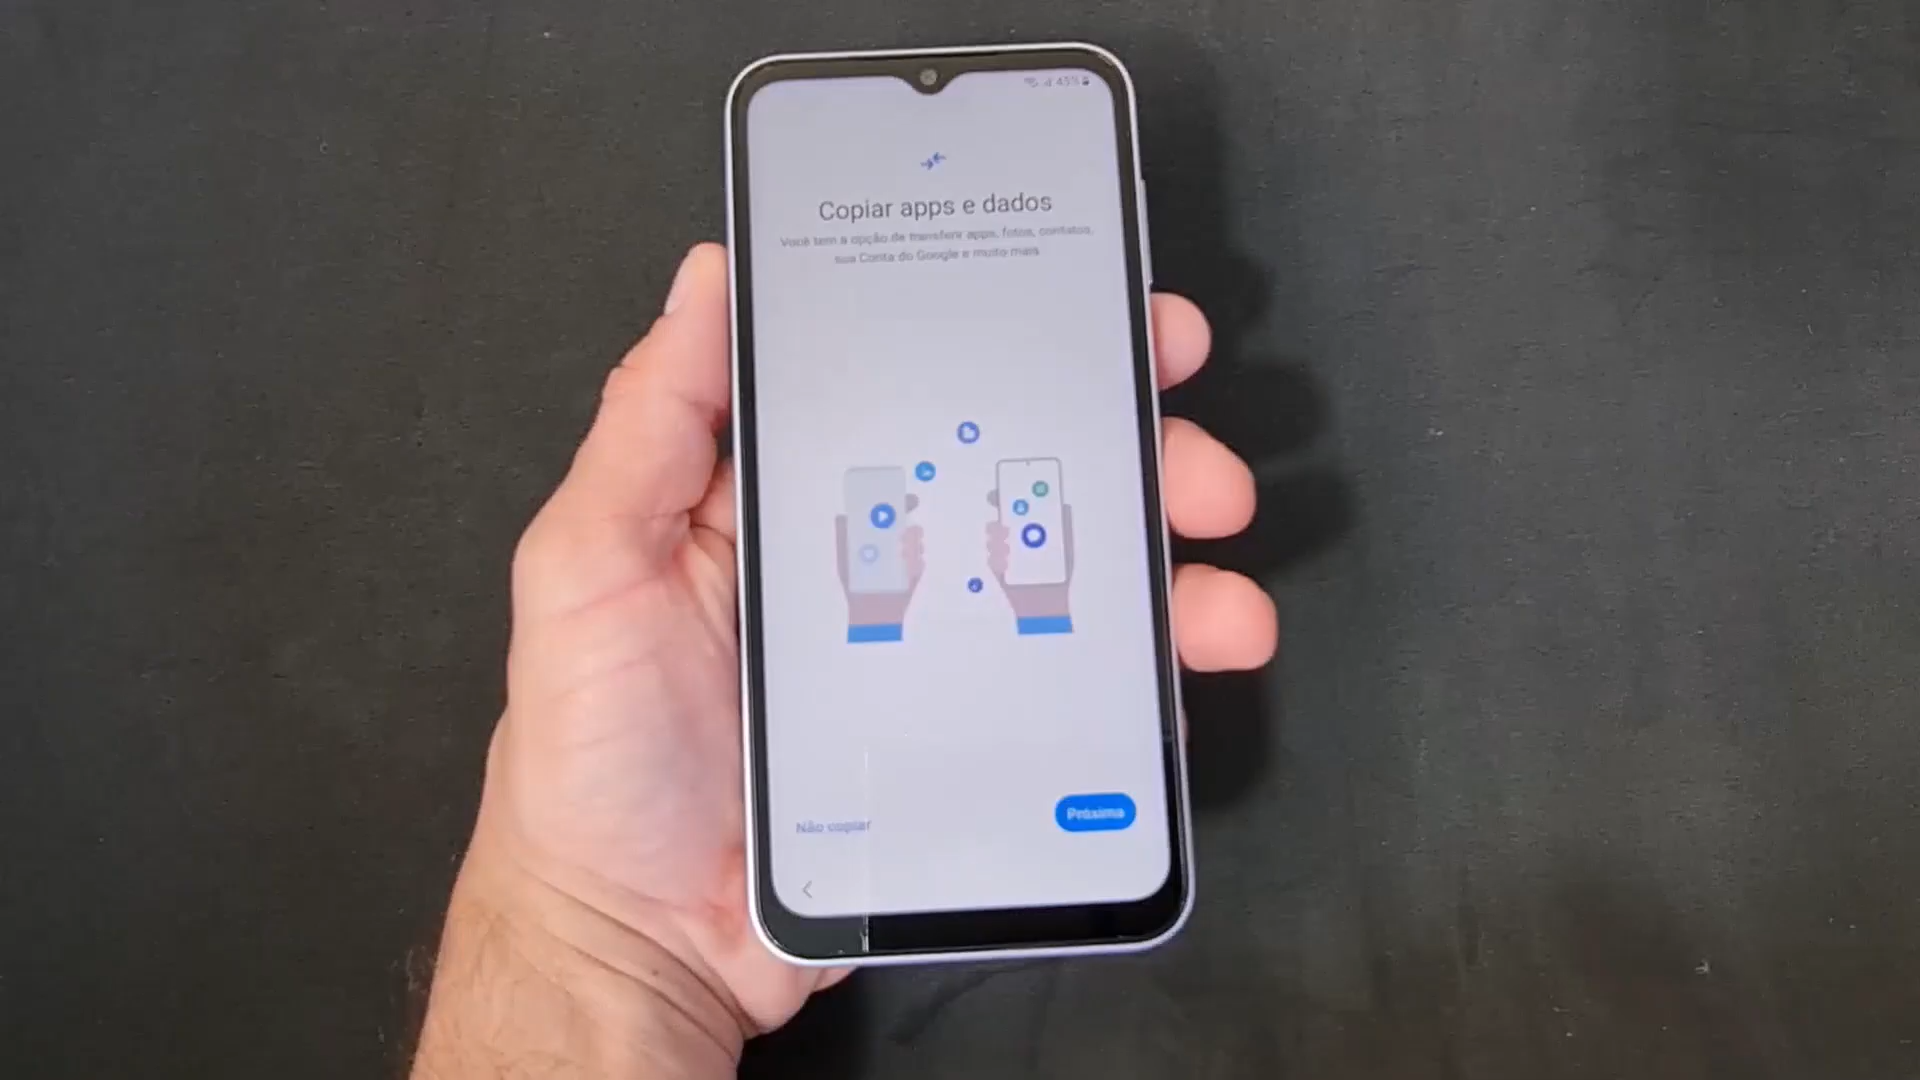 45%
Copiar apps e dados
Você tem a opção de transferir apps, fotos, contatos,
sua Conta do Google e muito mais
Não copiar
Próxima